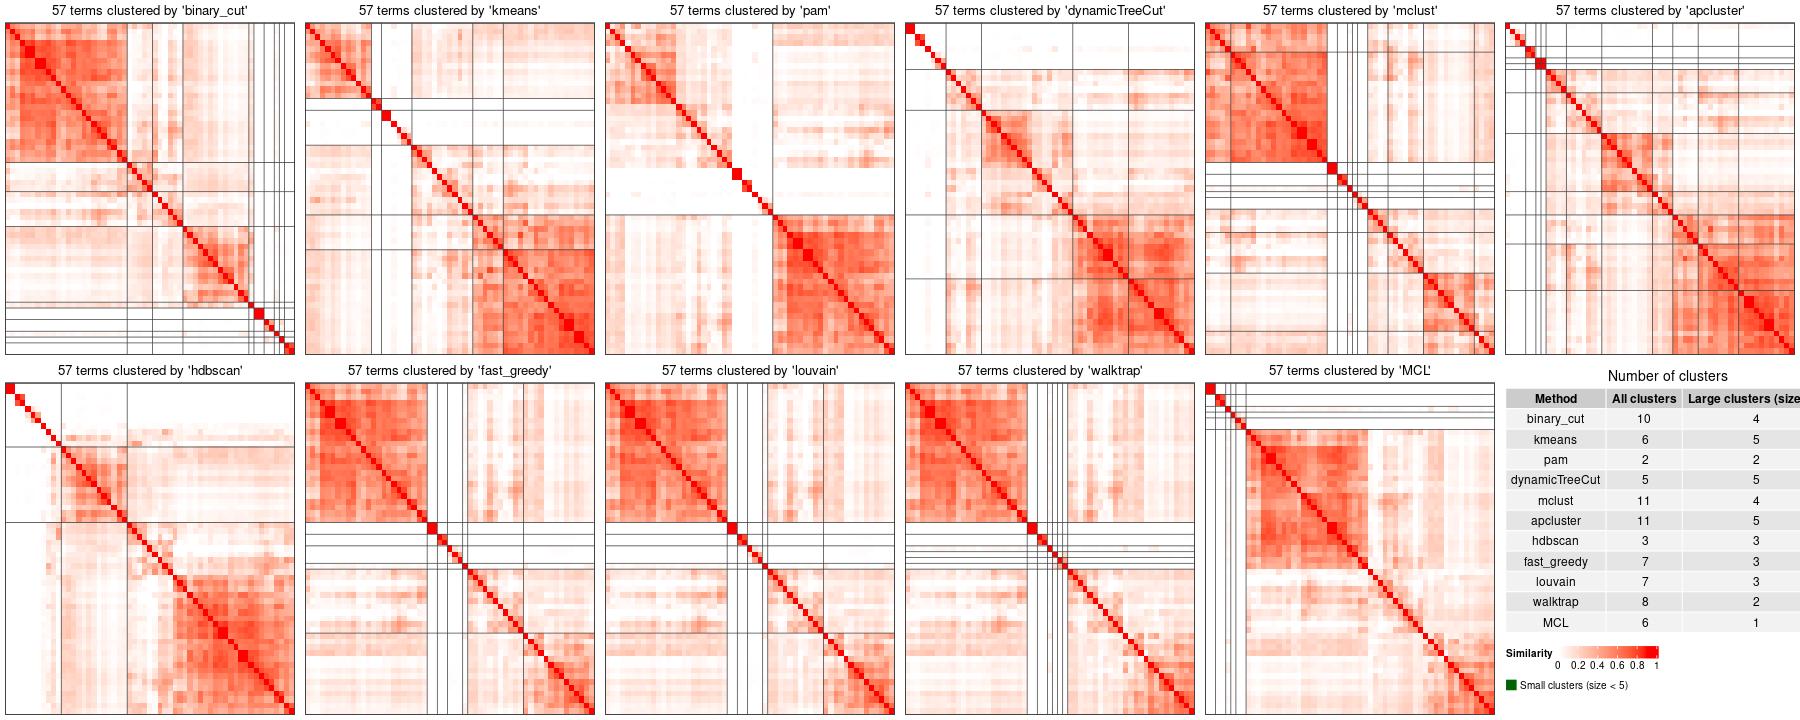 57 terms clustered by 'binary_cut'
57 terms clustered by 'kmeans'
57 terms clustered by 'pam'
57 terms clustered by 'dynamicTreeCut'
57 terms clustered by 'mclust'
57 terms clustered by 'apcluster'
57 terms clustered by 'hdbscan'
57 terms clustered by 'fast_greedy'
57 terms clustered by 'louvain'
57 terms clustered by 'walktrap'
57 terms clustered by 'MCL'
Number of clusters
Method All clusters Large clusters (size
binary_cut 10 4
kmeans 6 5
pam 2 2
dynamicTreeCut 5 5
mclust 11 4
apcluster 11 5
hdbscan 3 3
fast_greedy 7 3
louvain 7 3
walktrap 8 2
MCL 6 1
Similarity
0 0.2 0.4 0.6 0.8 1
Small clusters (size < 5)